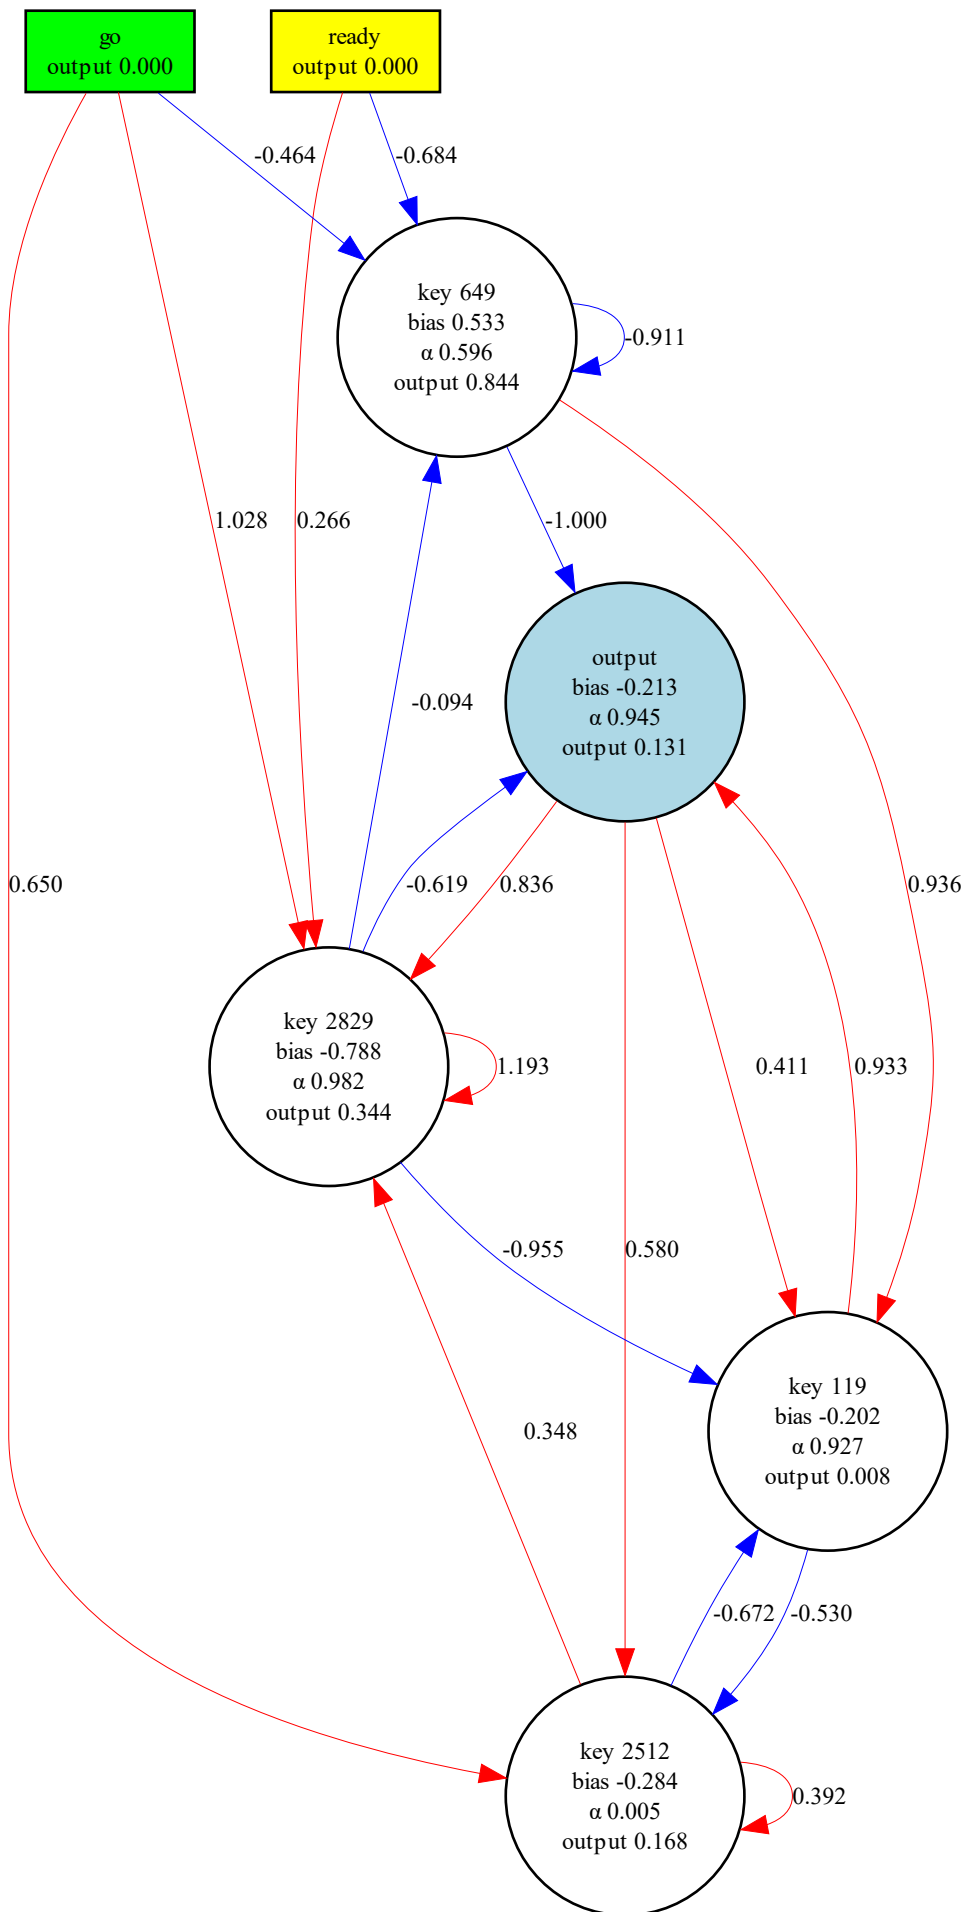 go
output 0.000
ready
output 0.000
-0.464
-0.684
key 649
bias 0.533
α 0.596
output 0.844
-0.911
1.028
0.266
-1.000
output
bias -0.213
α 0.945
output 0.131
-0.094
0.650
-0.619
0.836
0.936
key 2829
bias -0.788
α 0.982
output 0.344
1.193
0.411
0.933
-0.955
0.580
key 119
bias -0.202
α 0.927
output 0.008
0.348
-0.672
-0.530
key 2512
bias -0.284
α 0.005
output 0.168
0.392